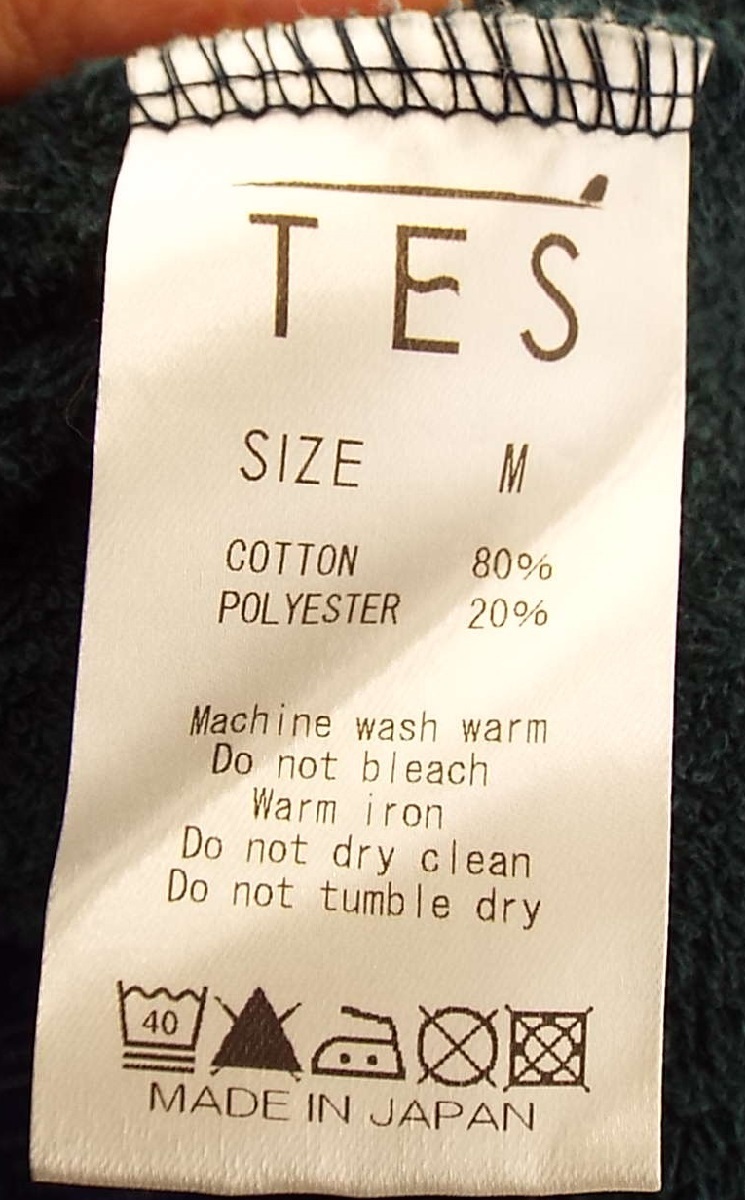 TES
SIZE M
COTTON 80%
POLYESTER 20%
Machine wash warm
Do not bleach
Warm iron
Do not dry clean
Do not tumble dry
40
MADE IN JAPAN